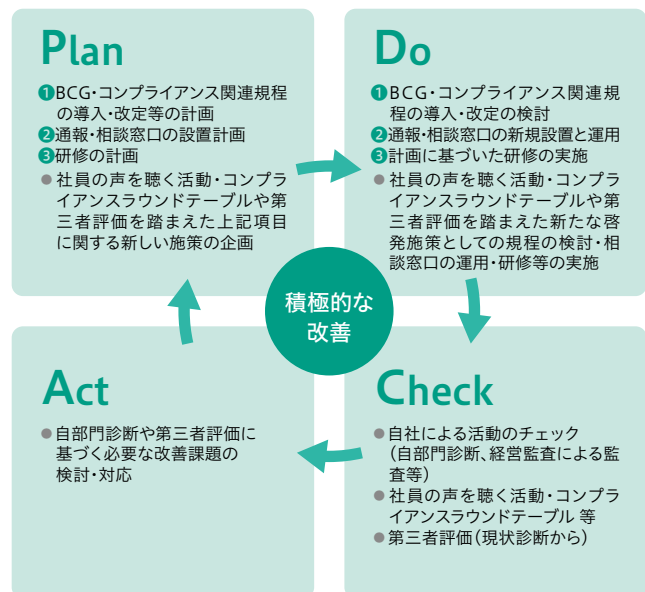 Plan
❶BCG・コンプライアンス関連規程
の導入・改定等の計画
❷通報・相談窓口の設置計画
❸研修の計画
● 社員の声を聴く活動・コンプラ
イアンスラウンドテーブルや第
三者評価を踏まえた上記項目
に関する新しい施策の企画
Do
❶BCG・コンプライアンス関連規
程の導入・改定の検討
❷通報・相談窓口の新規設置と運用
❸計画に基づいた研修の実施
● 社員の声を聴く活動・コンプラ
イアンスラウンドテーブルや第
三者評価を踏まえた新たな啓
発施策としての規程の検討・相
談窓口の運用・研修等の実施
積極的な
改善
Act
● 自部門診断や第三者評価に
基づく必要な改善課題の
検討・対応
Check
● 自社による活動のチェック
(自部門診断、経営監査による監
査等)
● 社員の声を聴く活動・コンプラ
イアンスラウンドテーブル 等
● 第三者評価(現状診断から)